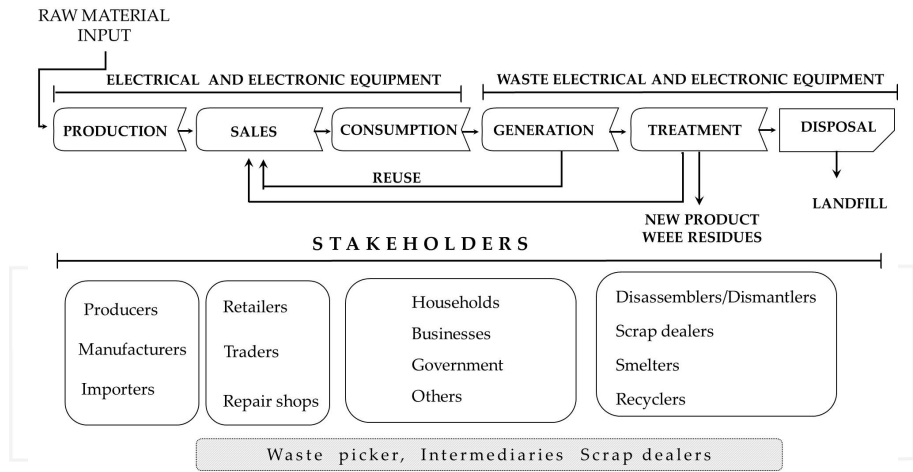 RAW MATERIAL
INPUT
ELECTRICAL AND ELECTRONIC EQUIPMENT
WASTE ELECTRICAL AND ELECTRONIC EQUIPMENT
PRODUCTION
SALES
CONSUMPTION
GENERATION
TREATMENT
DISPOSAL
REUSE
LANDFILL
NEW PRODUCT
WEEE RESIDUES
STAKEHOLDERS
Producers
Manufacturers
Importers
Retailers
Traders
Repair shops
Households
Businesses
Government
Others
Disassemblers/Dismantlers
Scrap dealers
Smelters
Recyclers
Waste picker, Intermediaries Scrap dealers